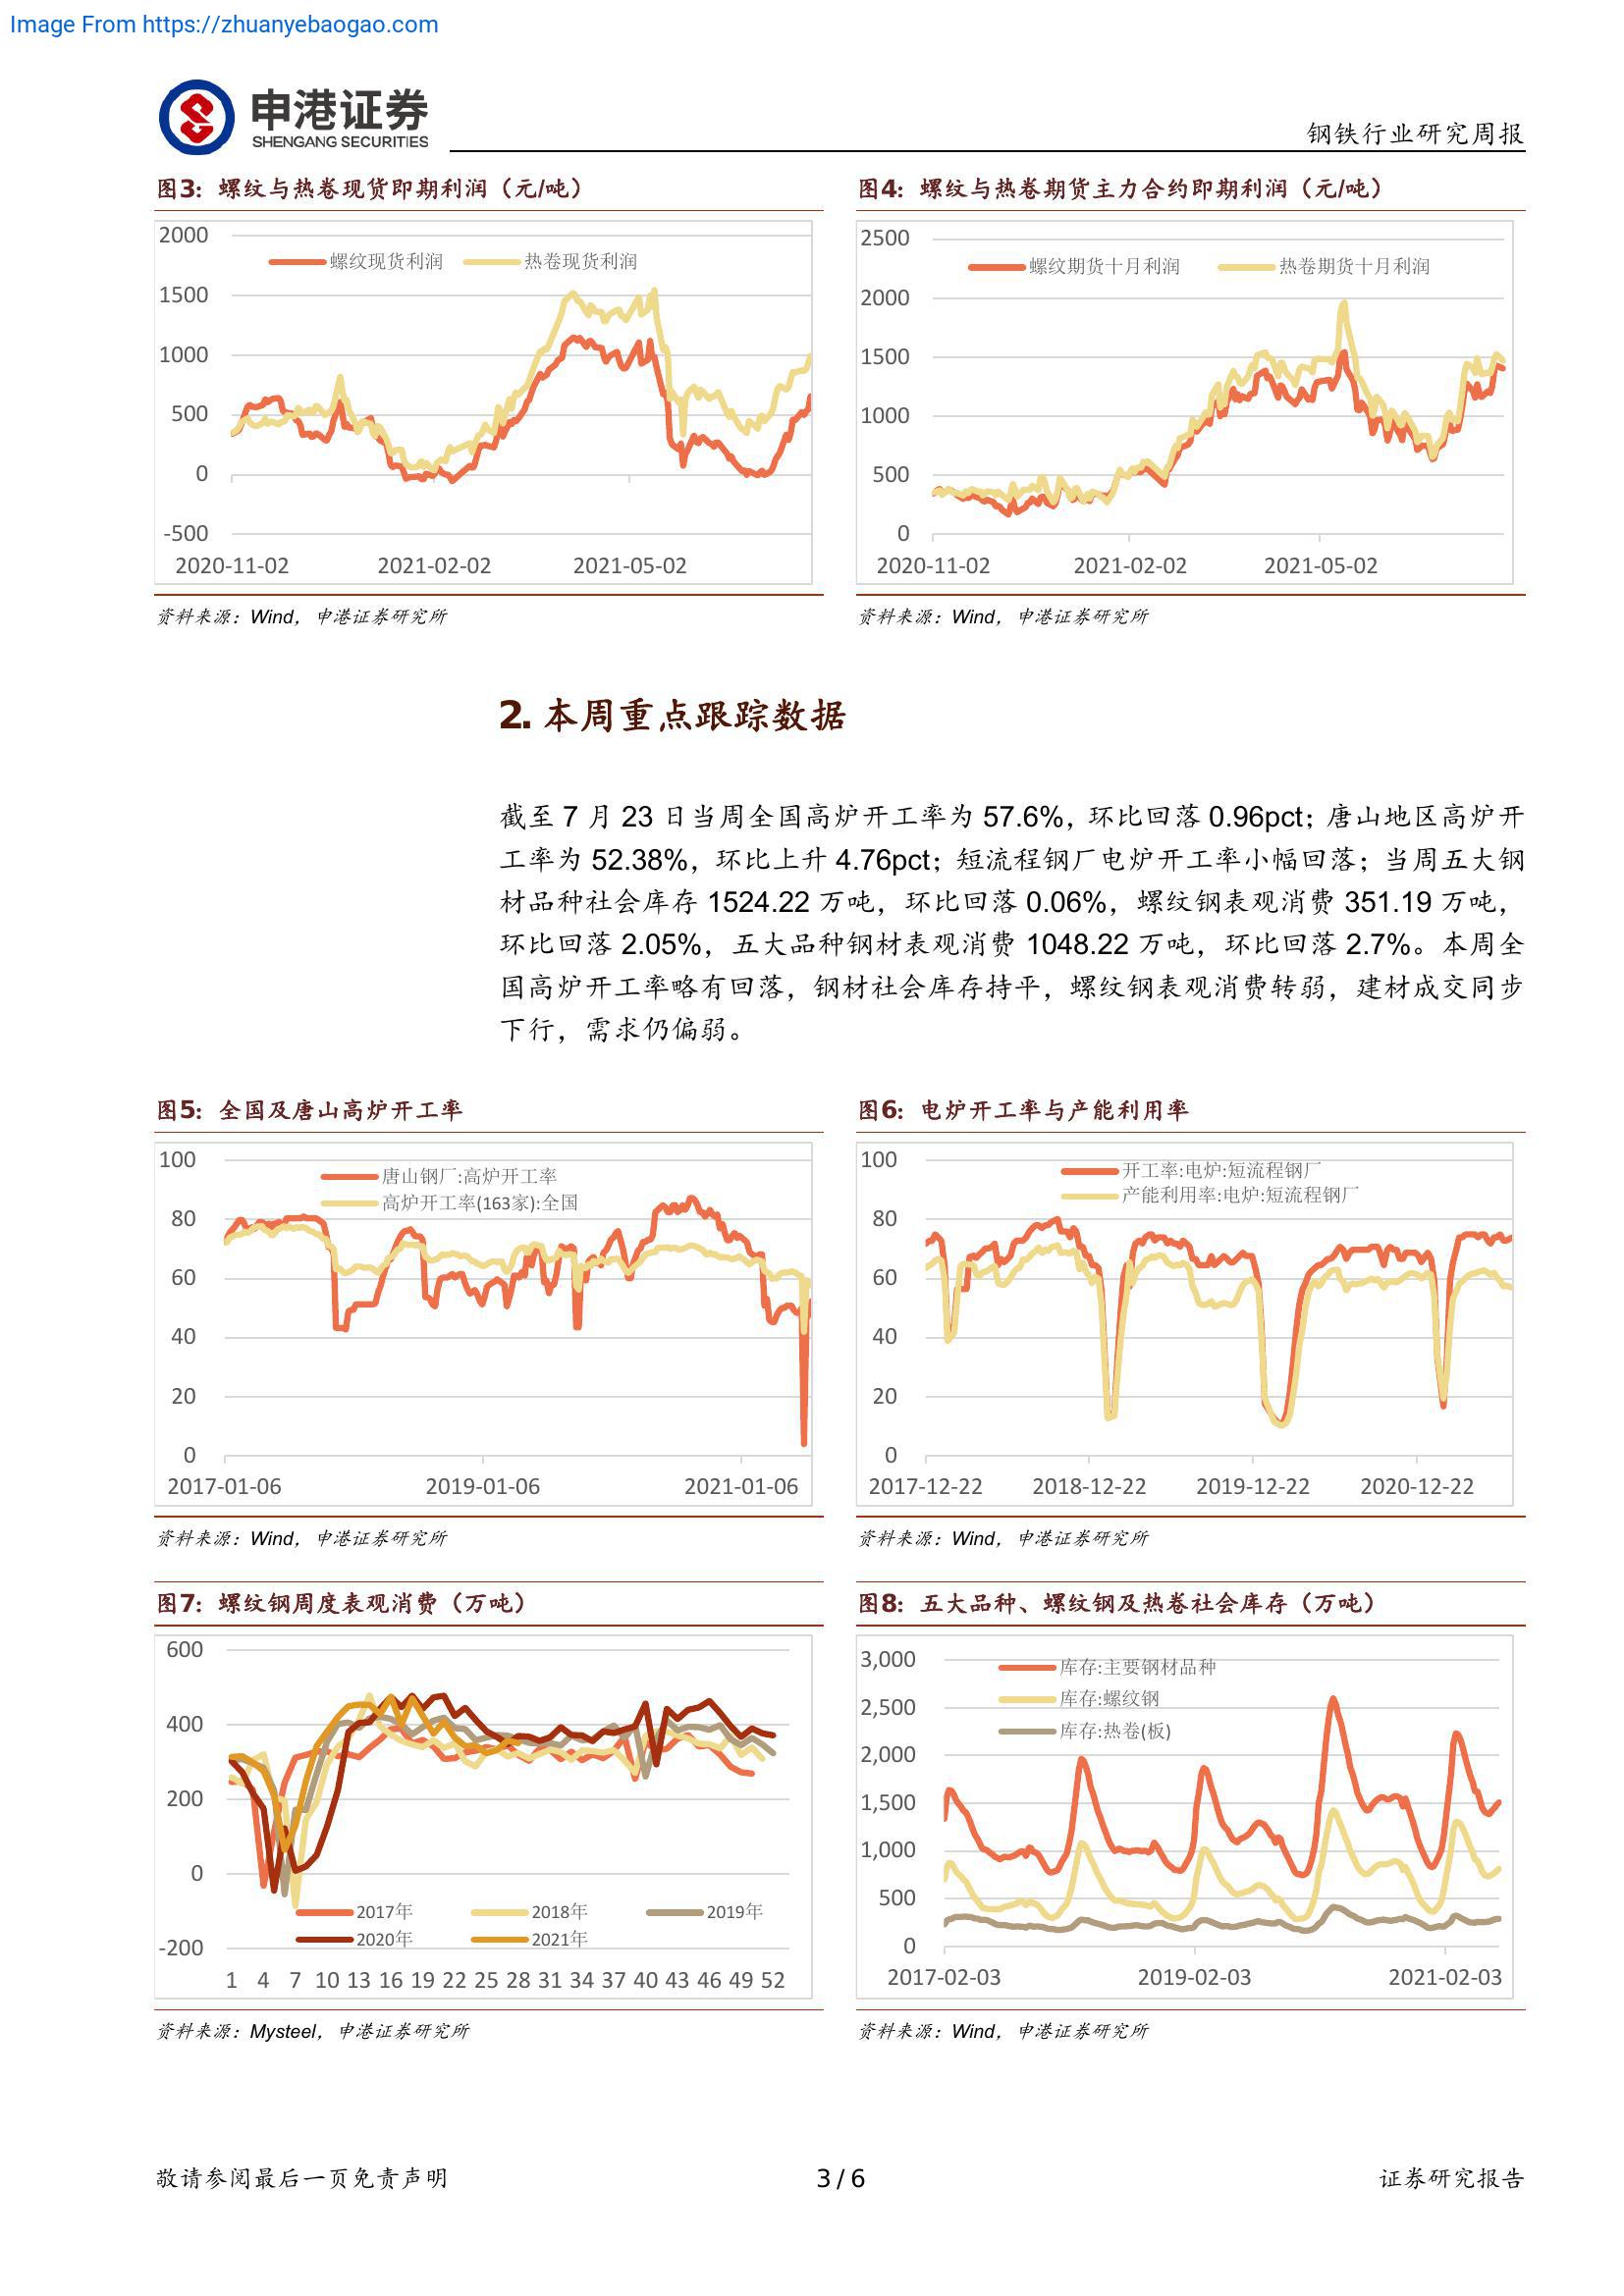 Image From https://zhuanyebaogao.com
申港证券
SHENGANG SECURITIES
钢铁行业研究周报
图3：螺纹与热卷现货即期利润（元/吨）
2000
1500
1000
500
0
-500
螺纹现货利润 热卷现货利润
2020-11-02 2021-02-02 2021-05-02
资料来源：Wind，申港证券研究所
图4：螺纹与热卷期货主力合约即期利润（元/吨）
2500
2000
1500
1000
500
0
螺纹期货十月利润 热卷期货十月利润
2020-11-02 2021-02-02 2021-05-02
资料来源：Wind，申港证券研究所
2. 本周重点跟踪数据
截至 7 月 23 日当周全国高炉开工率为 57.6%，环比回落 0.96pct；唐山地区高炉开
工率为 52.38%，环比上升 4.76pct；短流程钢厂电炉开工率小幅回落；当周五大钢
材品种社会库存 1524.22 万吨，环比回落 0.06%，螺纹钢表观消费 351.19 万吨，
环比回落 2.05%，五大品种钢材表观消费 1048.22 万吨，环比回落 2.7%。本周全
国高炉开工率略有回落，钢材社会库存持平，螺纹钢表观消费转弱，建材成交同步
下行，需求仍偏弱。
图5：全国及唐山高炉开工率
100
80
60
40
20
0
唐山钢厂:高炉开工率
高炉开工率(163家):全国
2017-01-06 2019-01-06 2021-01-06
资料来源：Wind，申港证券研究所
图6：电炉开工率与产能利用率
100
80
60
40
20
0
开工率:电炉:短流程钢厂
产能利用率:电炉:短流程钢厂
2017-12-22 2018-12-22 2019-12-22 2020-12-22
资料来源：Wind，申港证券研究所
图7：螺纹钢周度表观消费（万吨）
600
400
200
0
-200
2017年 2018年 2019年
2020年 2021年
1 4 7 10 13 16 19 22 25 28 31 34 37 40 43 46 49 52
资料来源：Mysteel，申港证券研究所
图8：五大品种、螺纹钢及热卷社会库存（万吨）
3,000
2,500
2,000
1,500
1,000
500
0
库存:主要钢材品种
库存:螺纹钢
库存:热卷(板)
2017-02-03 2019-02-03 2021-02-03
资料来源：Wind，申港证券研究所
敬请参阅最后一页免责声明
3 / 6
证券研究报告